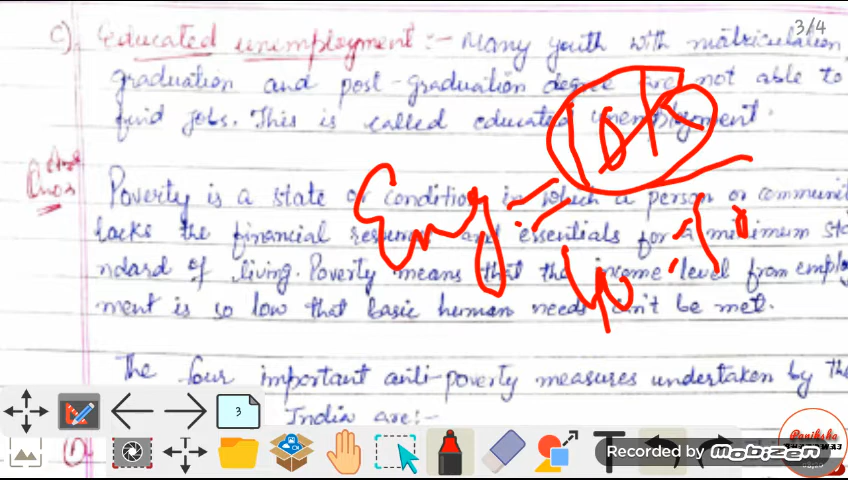 3/4
C). Educated unemployment :- Many youth with matriculation,
graduation and post-graduation degree are not able to
find jobs. This is called educated unemployment.
Poverty is a state or condition in which a person or communit
lacks the financial resources and essentials for a minimum sta
ndard of living. Poverty means that the income level from employ
ment is so low that basic human needs can't be met.
The four important anti-poverty measures undertaken by the
3
India are:-
Paniksha
Recorded by mobizen